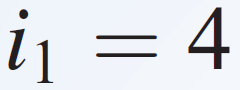 i₁ = 4